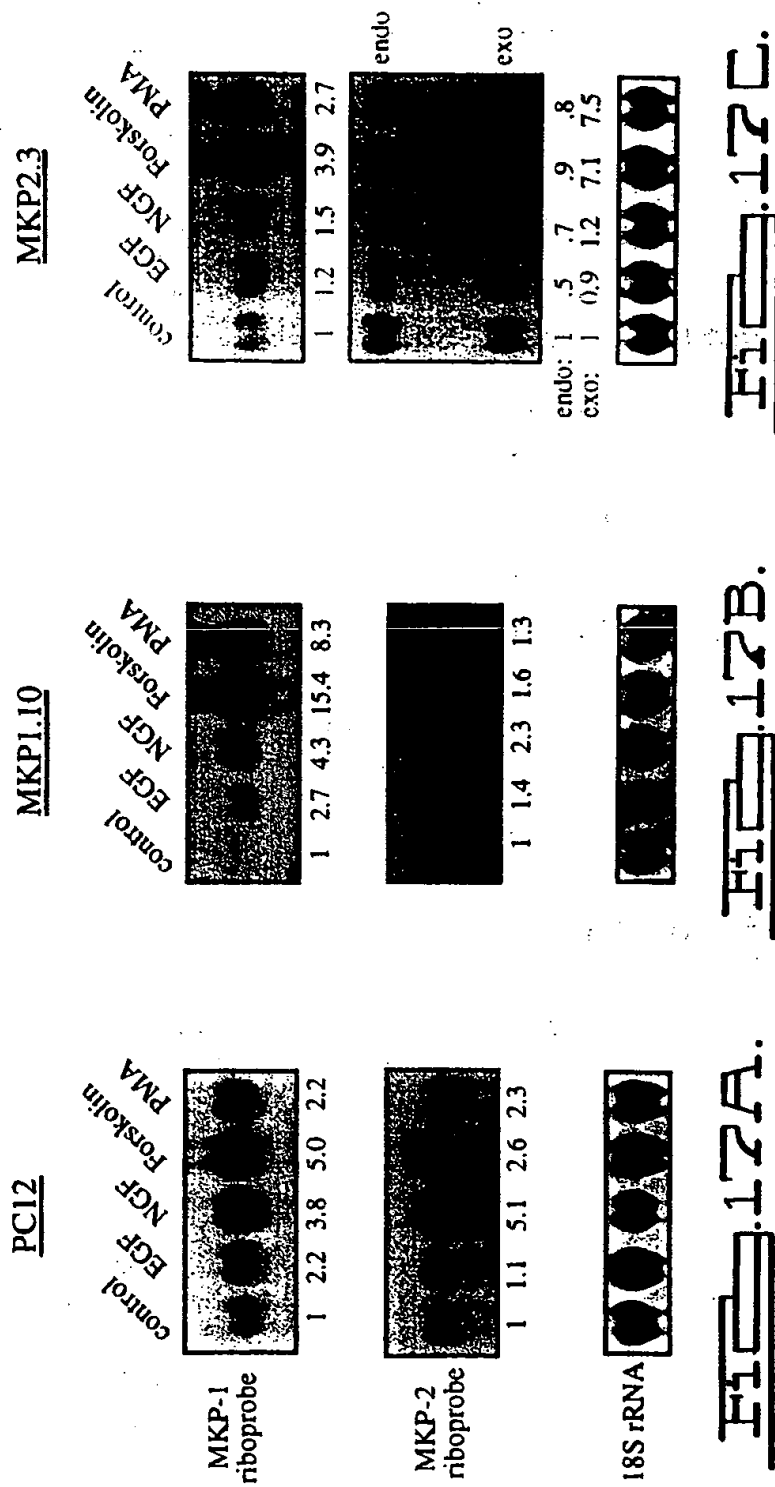 PC12
control EGF NGF Forskolin PMA
MKP-1
riboprobe
1 2.2 3.8 5.0 2.2
MKP-2
riboprobe
1 1.1 5.1 2.6 2.3
18S rRNA
Fig. 17A.
MKP1.10
control EGF NGF Forskolin PMA
1 2.7 4.3 15.4 8.3
1 1.4 2.3 1.6 1.3
Fig. 17B.
MKP2.3
control EGF NGF Forskolin PMA
1 1.2 1.5 3.9 2.7
endo
exo
endo: 1 .5 .7 .9 .8
exo: 1 0.9 1.2 7.1 7.5
Fig. 17C.